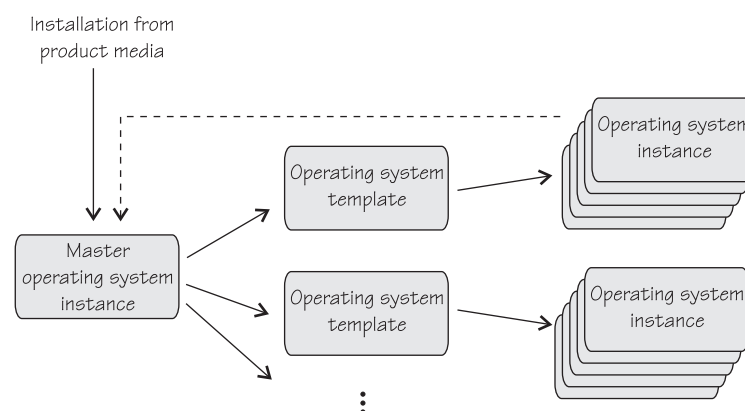 Installation from
product media
Operating system
instance
Operating system
template
Master
operating system
instance
Operating system
template
Operating system
instance